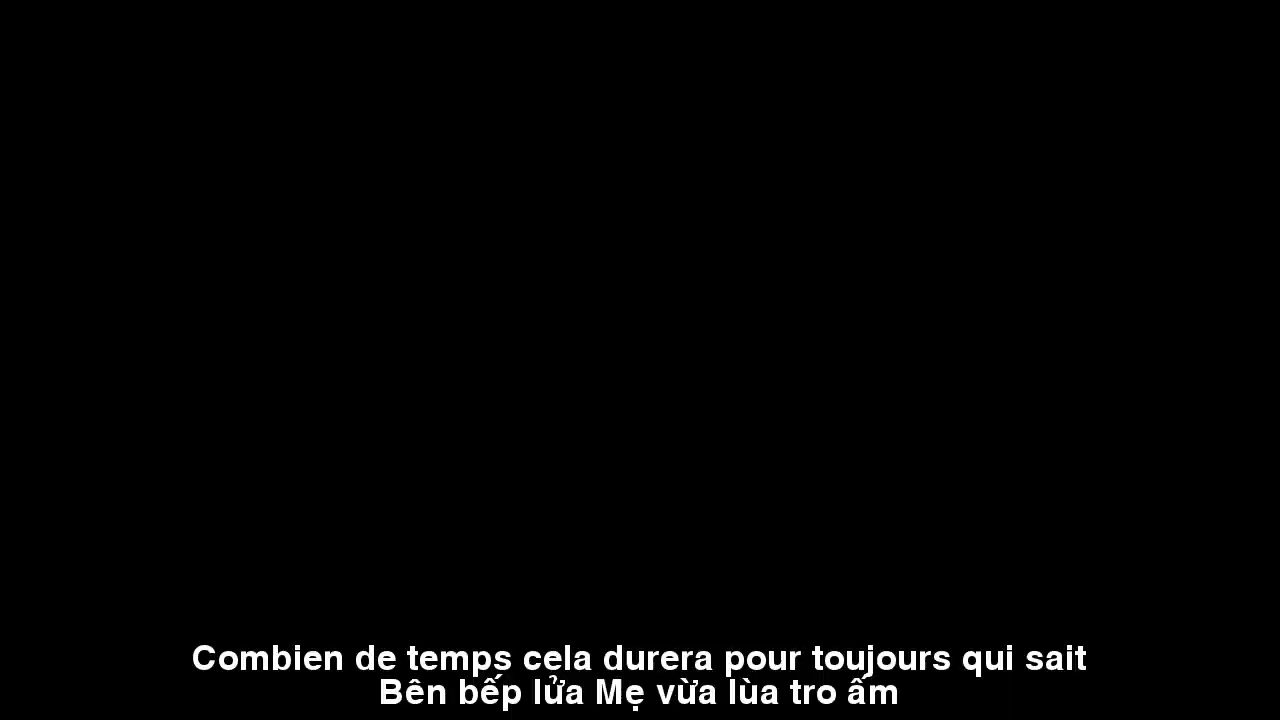 Combien de temps cela durera pour toujours qui sait
Bên bếp lửa Mẹ vừa lùa tro ấm